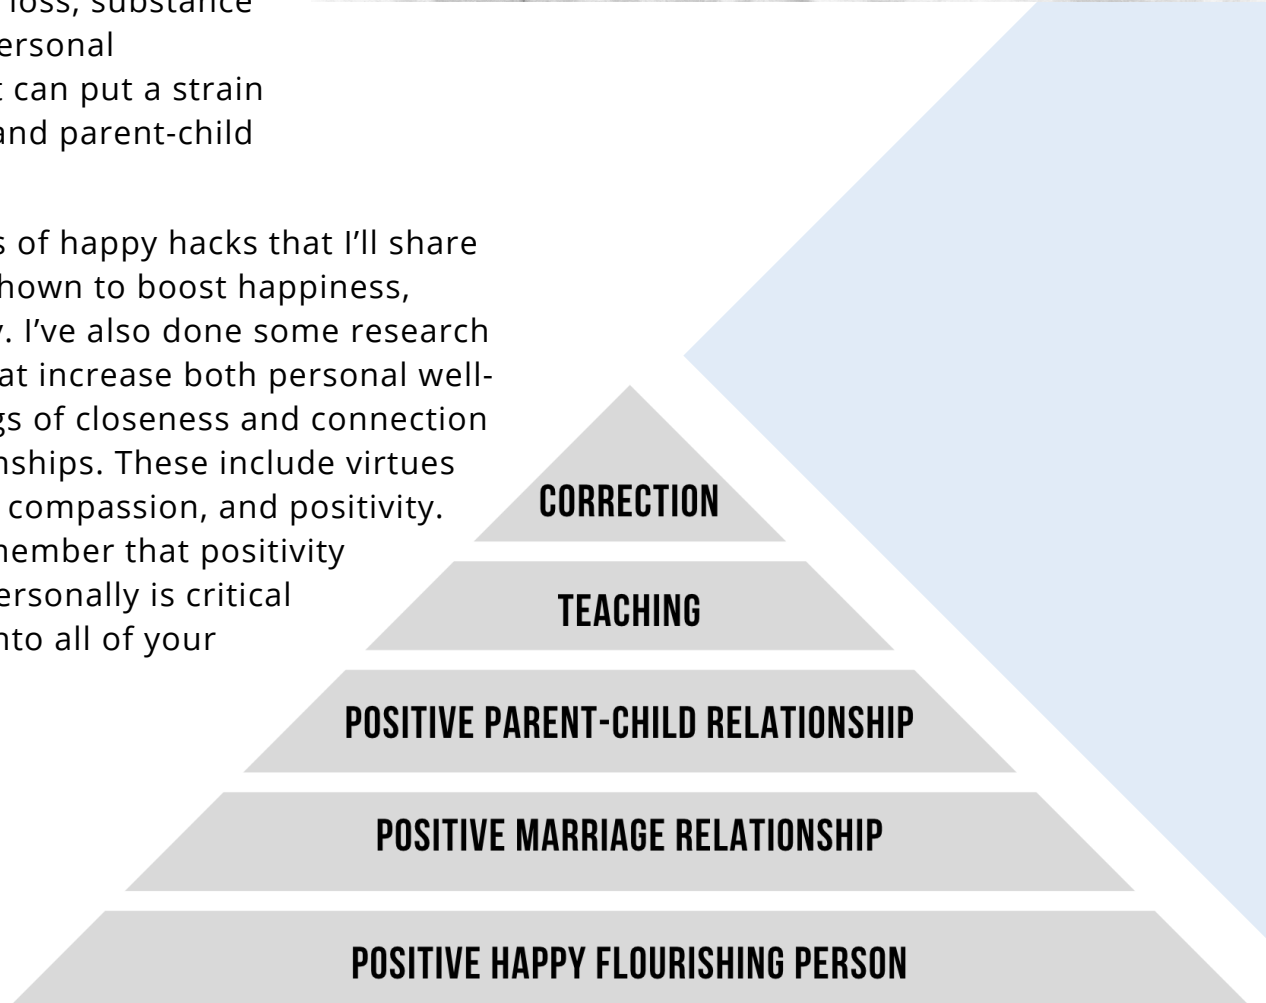 loss, substance
ersonal
can put a strain
and parent-child
s of happy hacks that I’ll share
hown to boost happiness,
y. I’ve also done some research
at increase both personal well-
gs of closeness and connection
nships. These include virtues
compassion, and positivity.
member that positivity
ersonally is critical
nto all of your
CORRECTION
TEACHING
POSITIVE PARENT-CHILD RELATIONSHIP
POSITIVE MARRIAGE RELATIONSHIP
POSITIVE HAPPY FLOURISHING PERSON